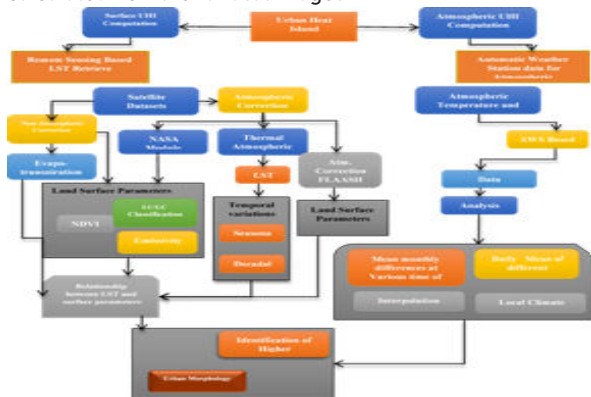 Surface UHI
Computation
Urban Heat
Island
Atmospheric UHI
Computation
Remote Sensing Based
LST Retrieve
Automatic Weather
Station data for
Atmospheric
Satellite
Datasets
Atmospheric
Correction
Atmospheric
Temperature and
Correction
NASA
Models
Thermal
Atmospheric
AWS Based
Evapo-
transpiration
LST
Atm.
Correction
FLAASH
Data
Land Surface Parameters
LULC
Classification
NDVI
Emissivity
Temporal
variations
Seasona
Decadal
Land Surface
Parameters
Analysis
Mean monthly
differences at
Various time of
Daily Mean of
different
Interpolation
Local Climate
Relationship
between LST and
surface parameters
Identification of
Higher
Urban Morphology